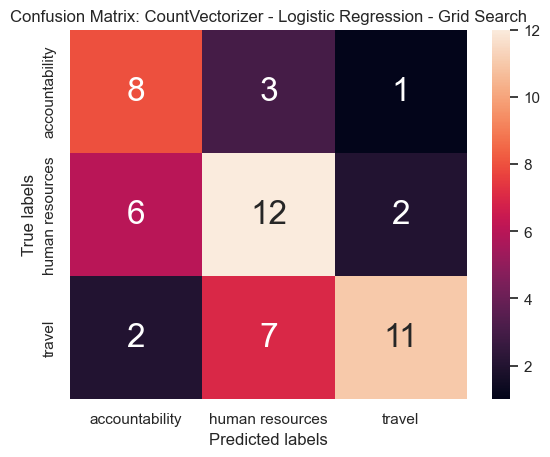 Confusion Matrix: CountVectorizer - Logistic Regression - Grid Search
True labels
accountability
human resources
travel
8 3 1
6 12 2
2 7 11
accountability human resources travel
Predicted labels
12
10
8
6
4
2